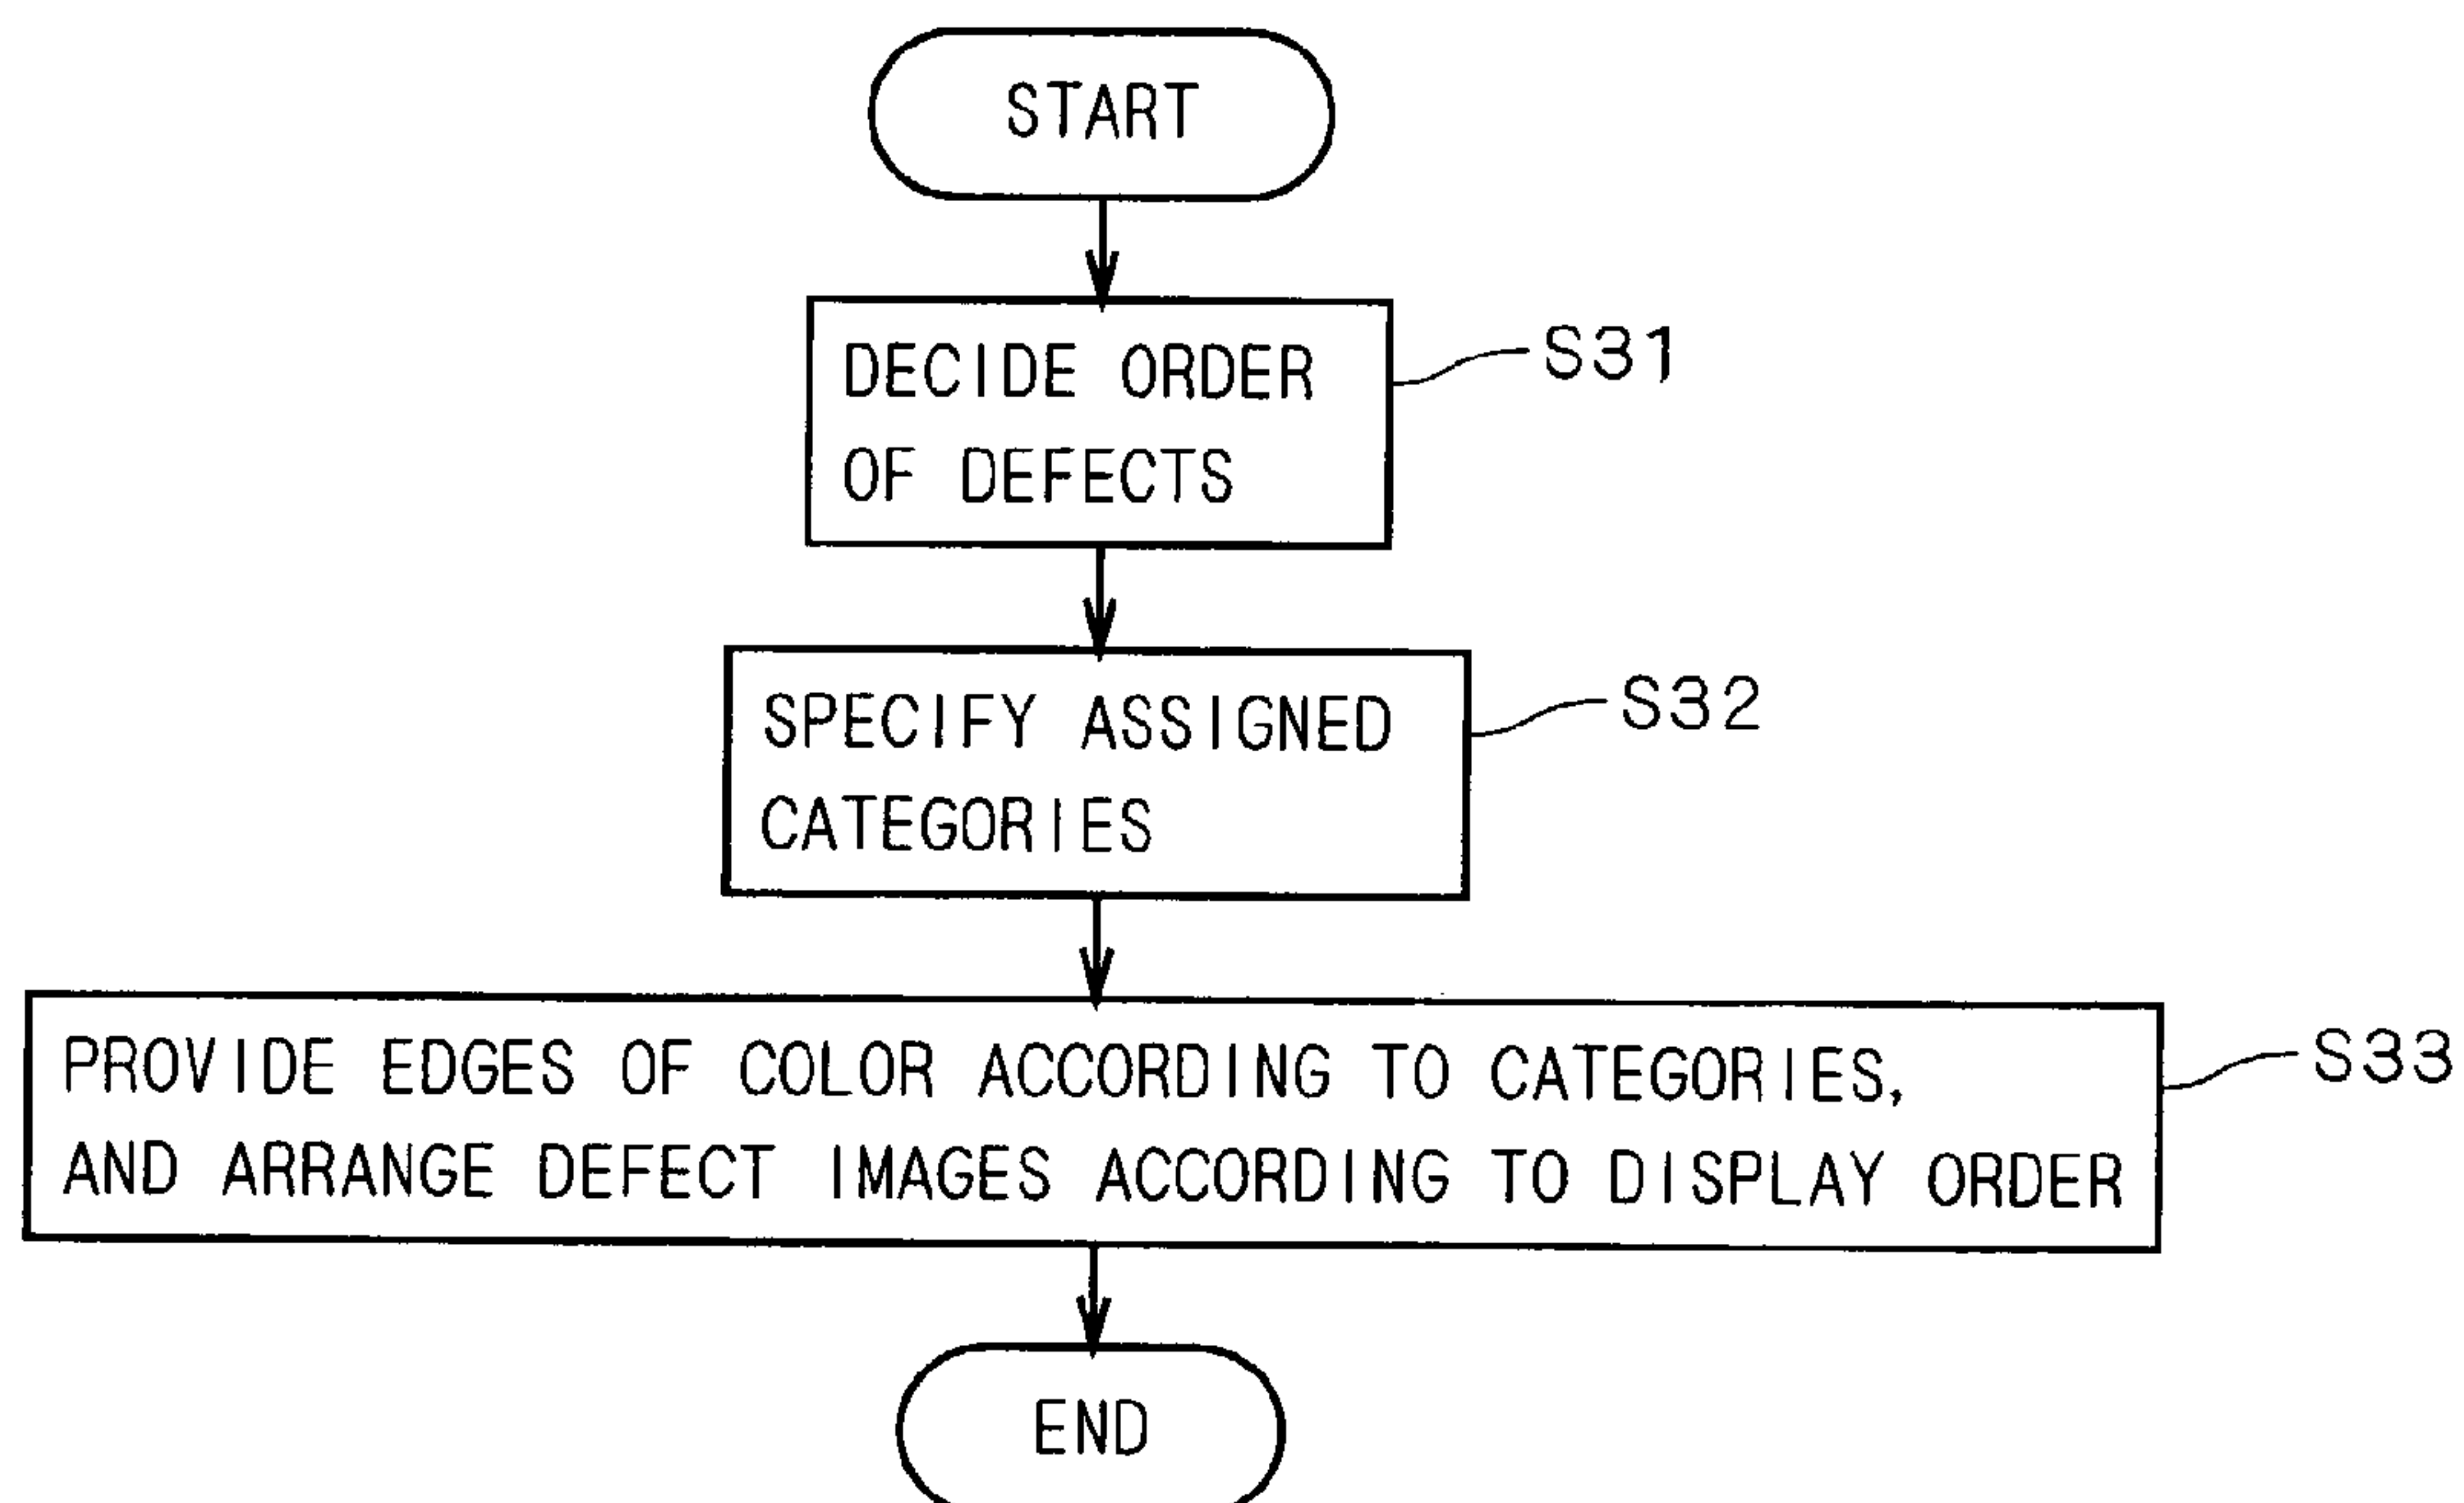 START
DECIDE ORDER
OF DEFECTS
S31
SPECIFY ASSIGNED
CATEGORIES
S32
PROVIDE EDGES OF COLOR ACCORDING TO CATEGORIES,
AND ARRANGE DEFECT IMAGES ACCORDING TO DISPLAY ORDER
S33
END